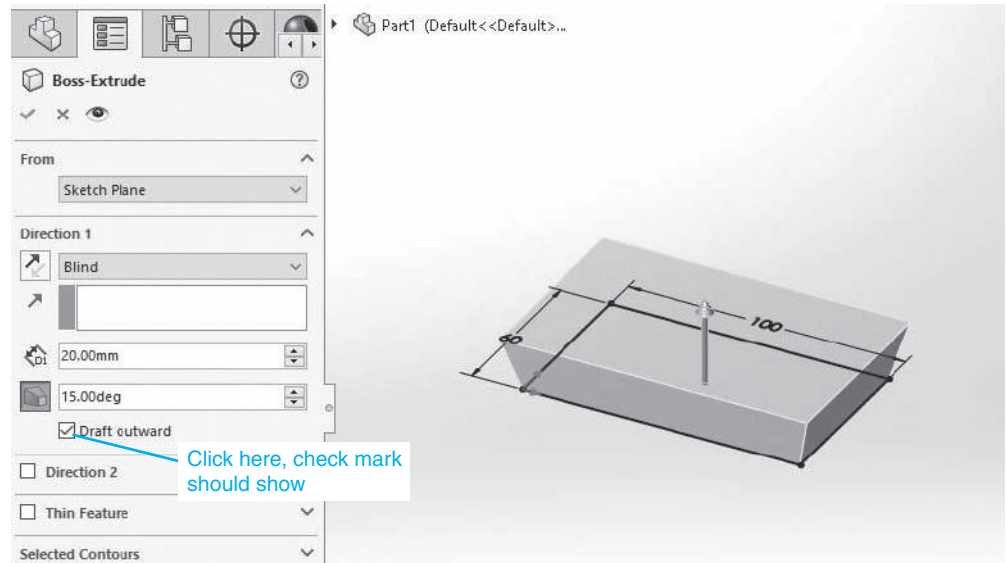 Part1 (Default<<Default>...
Boss-Extrude
From
Sketch Plane
Direction 1
Blind
D1
20.00mm
15.00deg
Draft outward
Click here, check mark
should show
Direction 2
Thin Feature
Selected Contours
60
100